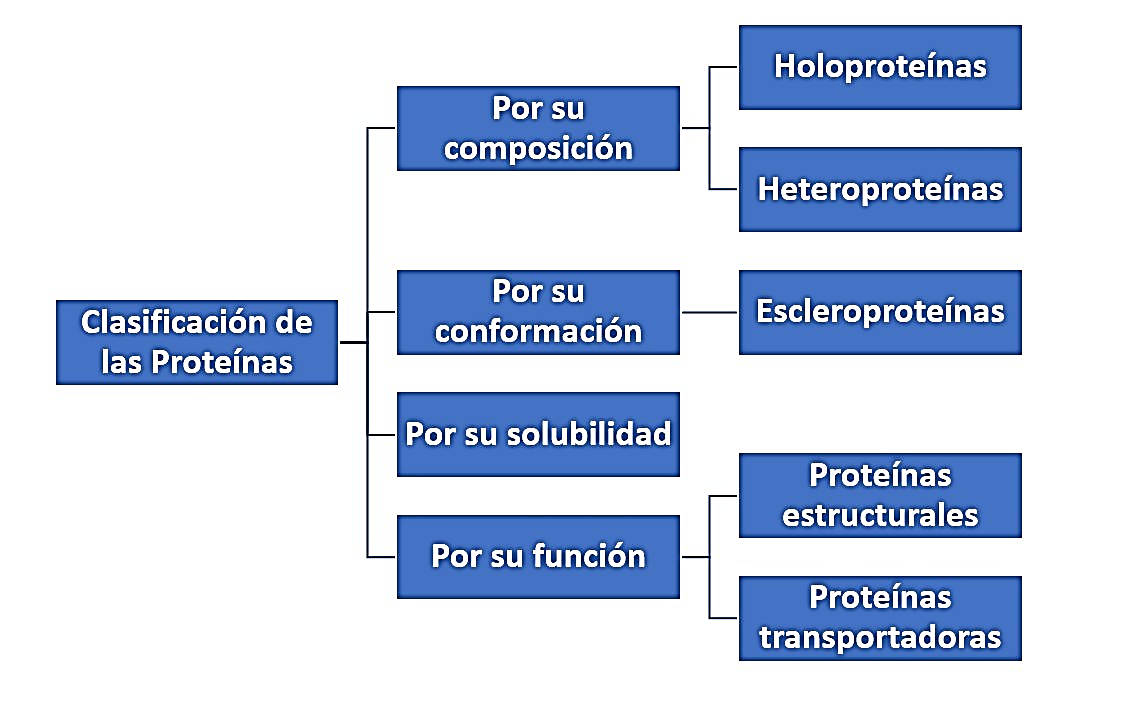 Clasificación de
las Proteínas
Por su
composición
Holoproteínas
Heteroproteínas
Por su
conformación
Escleroproteínas
Por su solubilidad
Por su función
Proteínas
estructurales
Proteínas
transportadoras